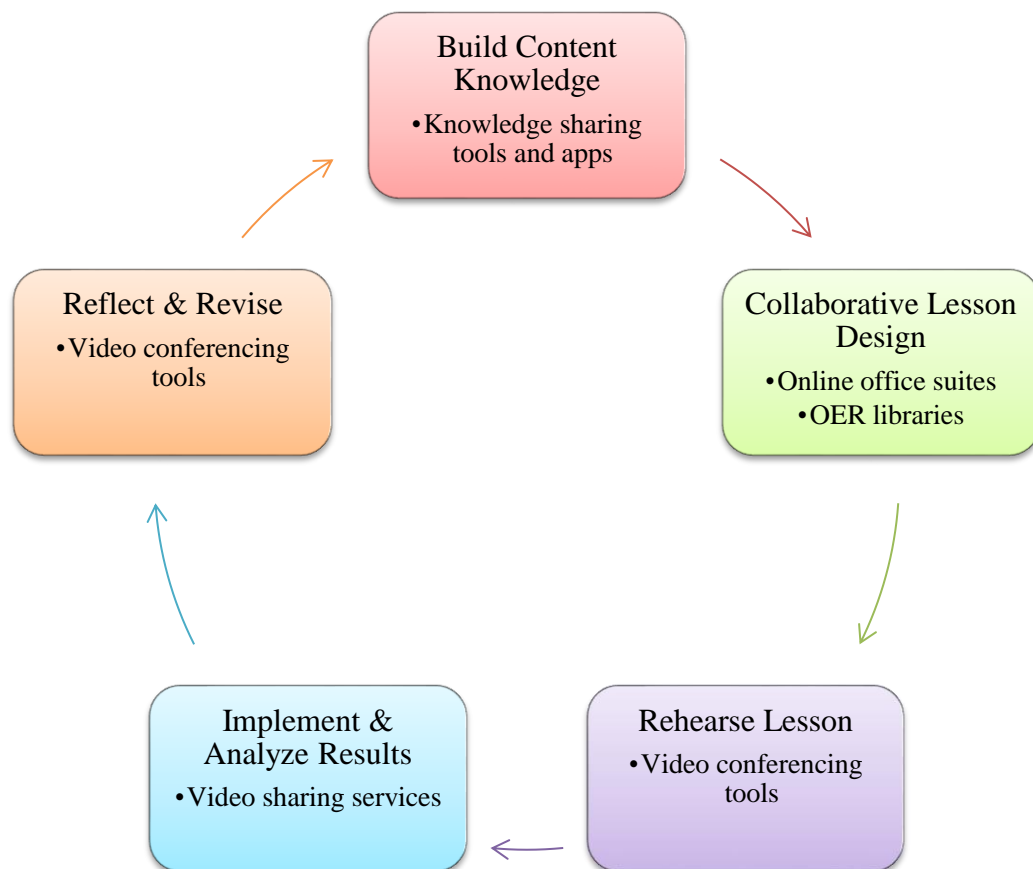 Build Content
Knowledge
•Knowledge sharing
tools and apps
Collaborative Lesson
Design
•Online office suites
•OER libraries
Rehearse Lesson
•Video conferencing
tools
Implement &
Analyze Results
•Video sharing services
Reflect & Revise
•Video conferencing
tools